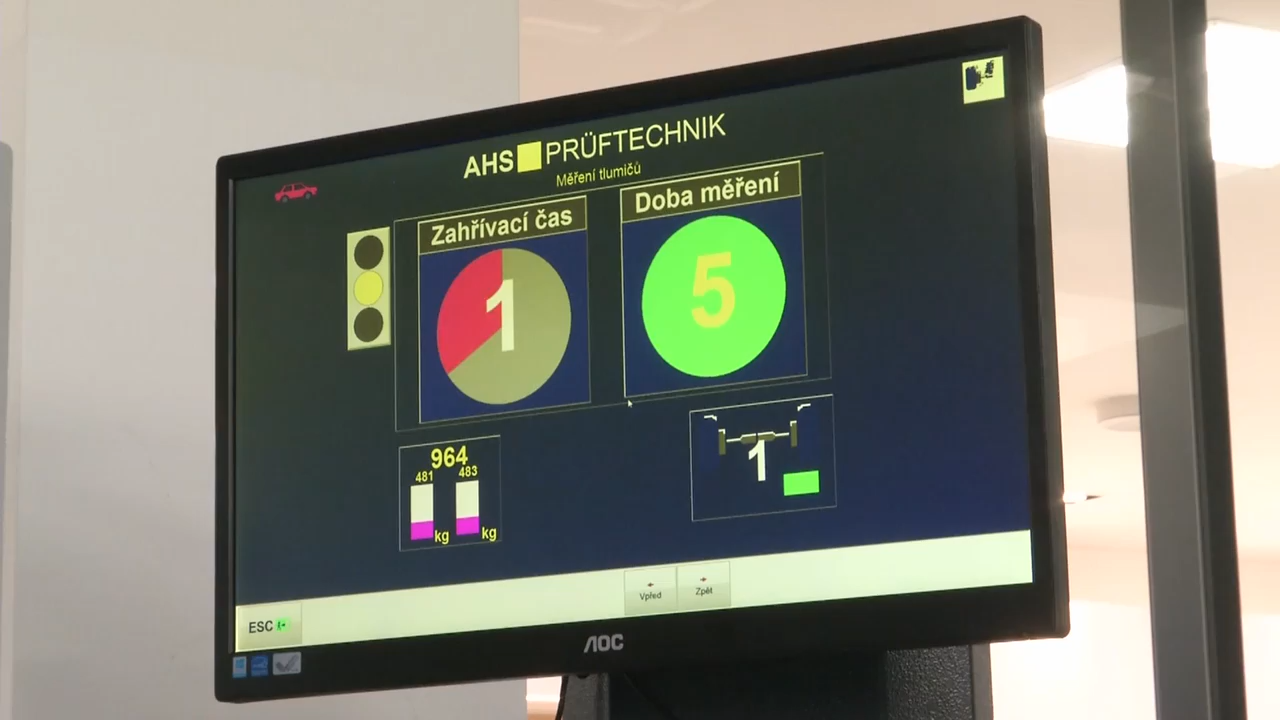 AHS PRÜFTECHNIK
Měření tlumičů
Zahřívací čas
Doba měření
1
5
964
481 483
kg kg
1
Vpřed
Zpět
ESC
AOC